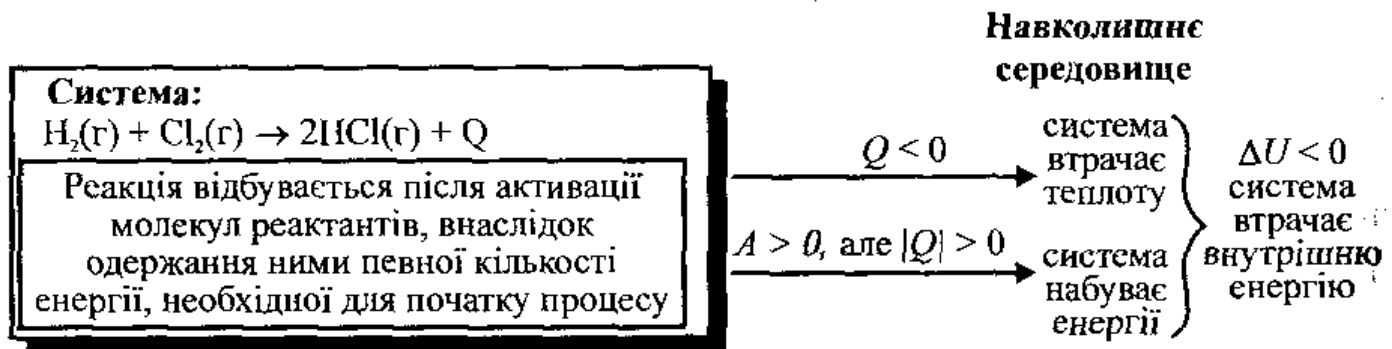 Навколишнє
середовище
Система:
H₂(г) + Cl₂(г) → 2HCl(г) + Q
Реакція відбувається після активації
молекул реактантів, внаслідок
одержання ними певної кількості
енергії, необхідної для початку процесу
Q < 0
A > 0, але |Q| > 0
система
втрачає
теплоту
система
набуває
енергії
ΔU < 0
система
втрачає
внутрішню
енергію